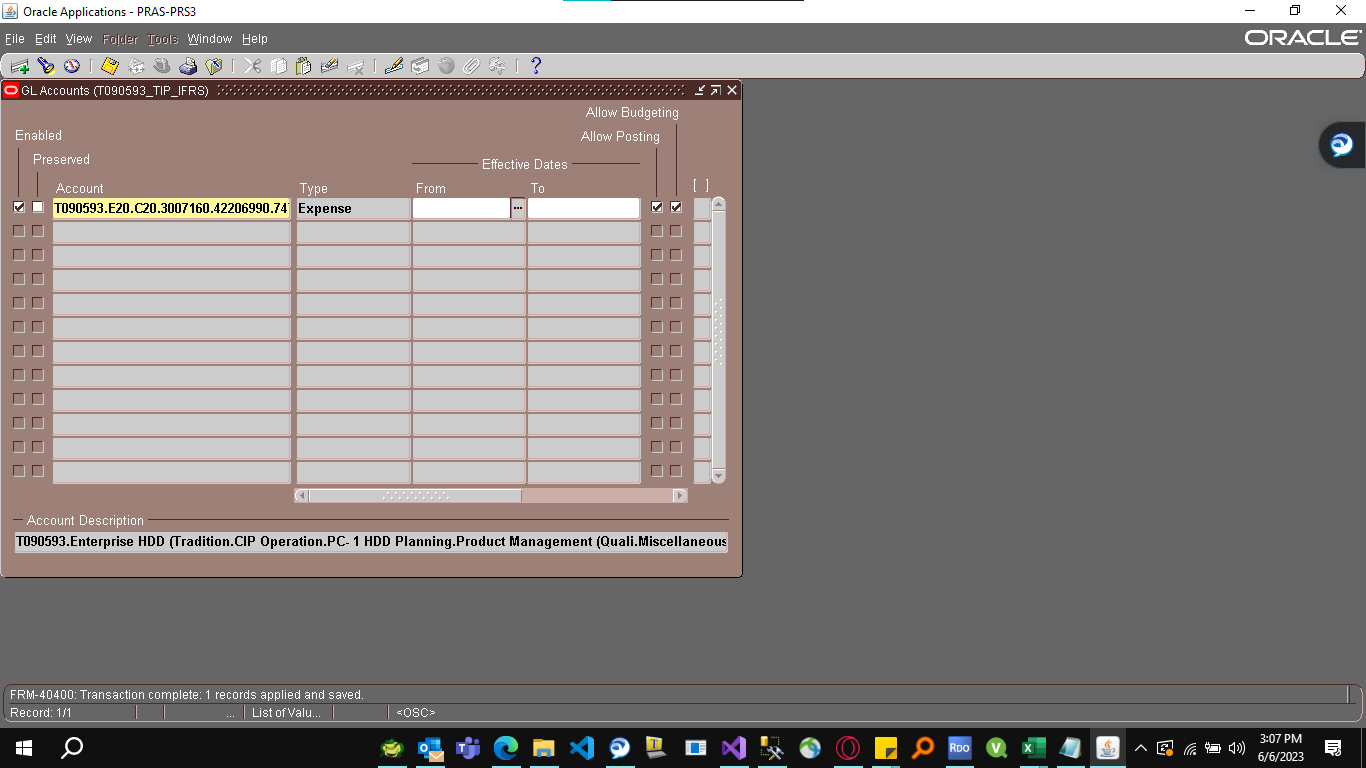 Oracle Applications - PRAS-PRS3
File Edit View Folder Tools Window Help
ORACLE
GL Accounts (T090593_TIP_IFRS)
Allow Budgeting
Enabled
Allow Posting
Preserved
Effective Dates
Account Type From To [ ]
T090593.E20.C20.3007160.42206990.74 Expense ...
Account Description
T090593.Enterprise HDD (Tradition.CIP Operation.PC- 1 HDD Planning.Product Management (Quali.Miscellaneous
FRM-40400: Transaction complete: 1 records applied and saved.
Record: 1/1 ... List of Valu... <OSC>
RDO
3:07 PM
6/6/2023